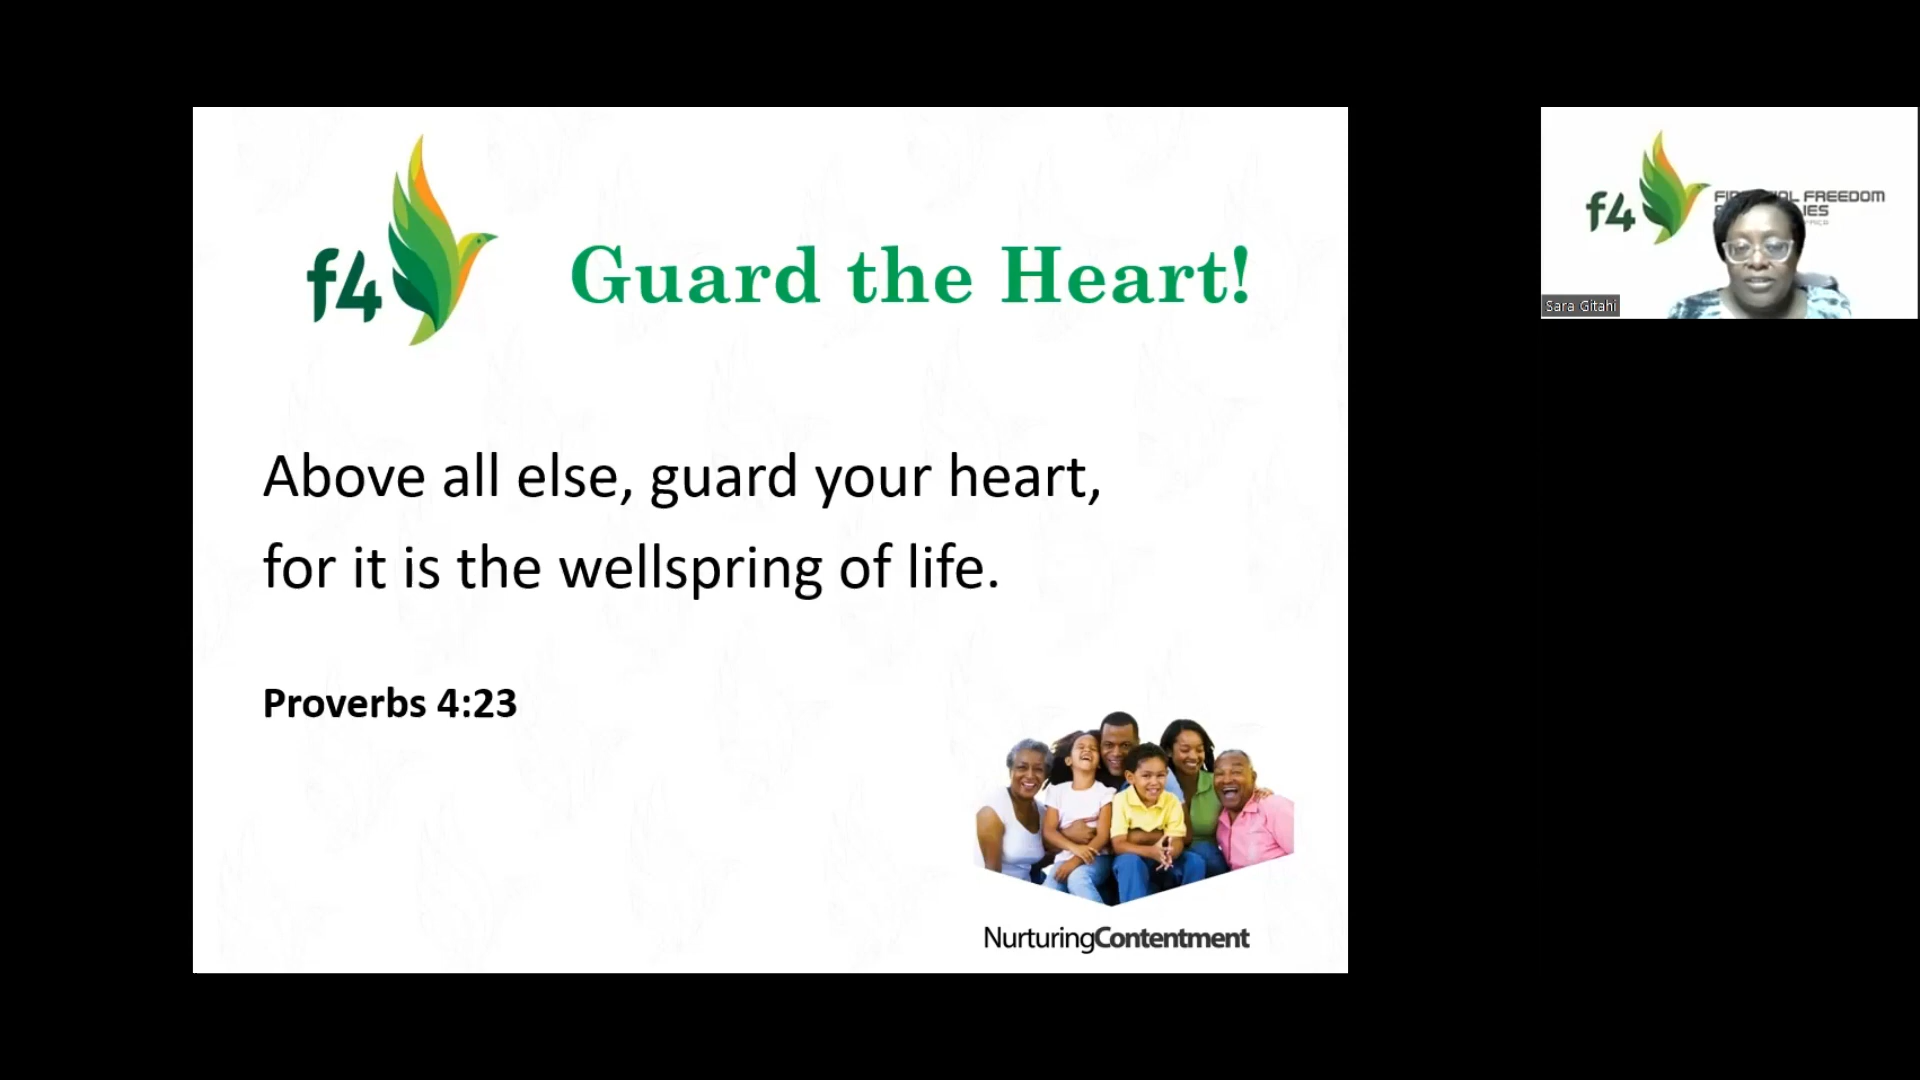 f4
Guard the Heart!
Above all else, guard your heart,
for it is the wellspring of life.
Proverbs 4:23
NurturingContentment
f4
FREEDOM
Sara Gitahi